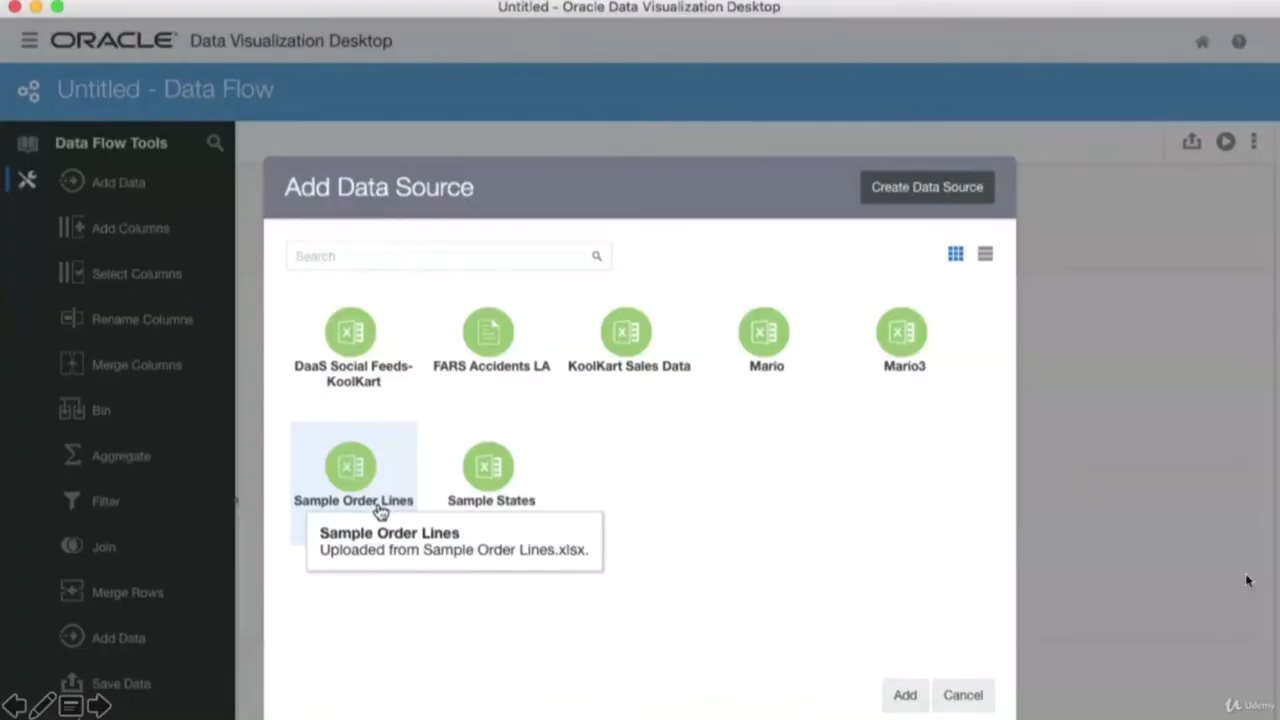 Untitled - Oracle Data Visualization Desktop
ORACLE Data Visualization Desktop
Untitled - Data Flow
Data Flow Tools
Add Data
Add Columns
Select Columns
Rename Columns
Merge Columns
Bin
Aggregate
Filter
Join
Merge Rows
Add Data
Save Data
Add Data Source
Create Data Source
Search
DaaS Social Feeds-
KoolKart
FARS Accidents LA
KoolKart Sales Data
Mario
Mario3
Sample Order Lines
Sample States
Sample Order Lines
Uploaded from Sample Order Lines.xlsx.
Add
Cancel
Udemy